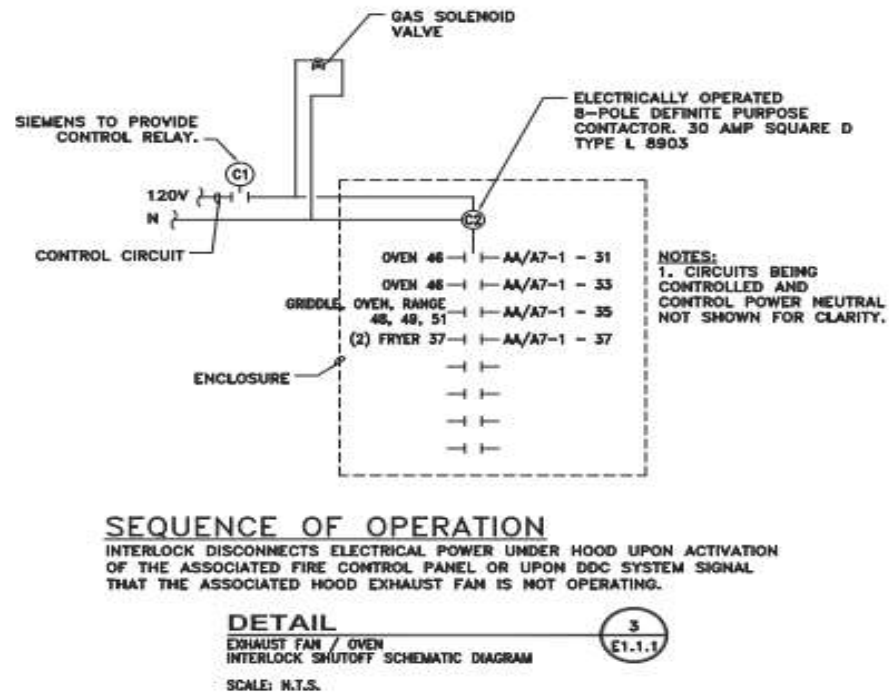 GAS SOLENOID
VALVE
SIEMENS TO PROVIDE
CONTROL RELAY.
ELECTRICALLY OPERATED
8-POLE DEFINITE PURPOSE
CONTACTOR. 30 AMP SQUARE D
TYPE L 8903
C1
120V
N
C2
CONTROL CIRCUIT
OVEN 46 AA/A7-1 - 31
OVEN 46 AA/A7-1 - 33
GRIDDLE, OVEN, RANGE
48, 49, 51 AA/A7-1 - 35
(2) FRYER 37 AA/A7-1 - 37
NOTES:
1. CIRCUITS BEING
CONTROLLED AND
CONTROL POWER NEUTRAL
NOT SHOWN FOR CLARITY.
ENCLOSURE
SEQUENCE OF OPERATION
INTERLOCK DISCONNECTS ELECTRICAL POWER UNDER HOOD UPON ACTIVATION
OF THE ASSOCIATED FIRE CONTROL PANEL OR UPON DDC SYSTEM SIGNAL
THAT THE ASSOCIATED HOOD EXHAUST FAN IS NOT OPERATING.
DETAIL
3
E1.1.1
EXHAUST FAN / OVEN
INTERLOCK SHUTOFF SCHEMATIC DIAGRAM
SCALE: N.T.S.